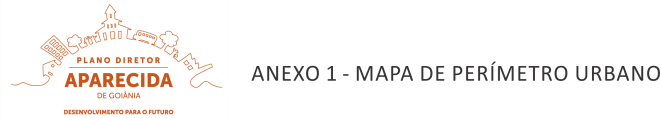 PLANO DIRETOR
APARECIDA
DE GOIÂNIA
DESENVOLVIMENTO PARA O FUTURO
ANEXO 1 - MAPA DE PERÍMETRO URBANO